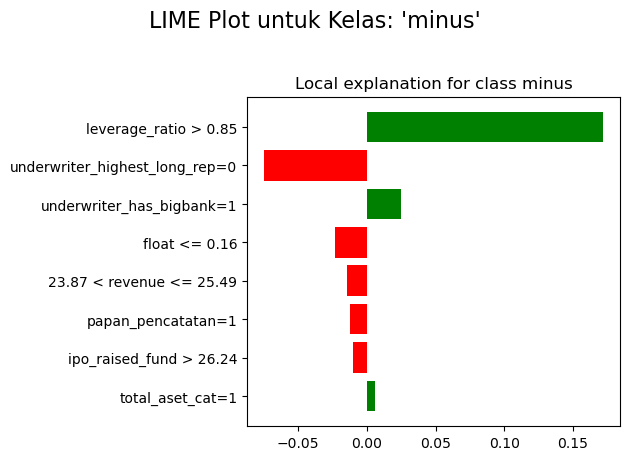 LIME Plot untuk Kelas: 'minus'
Local explanation for class minus
leverage_ratio > 0.85
underwriter_highest_long_rep=0
underwriter_has_bigbank=1
float <= 0.16
23.87 < revenue <= 25.49
papan_pencatatan=1
ipo_raised_fund > 26.24
total_aset_cat=1
−0.05 0.00 0.05 0.10 0.15